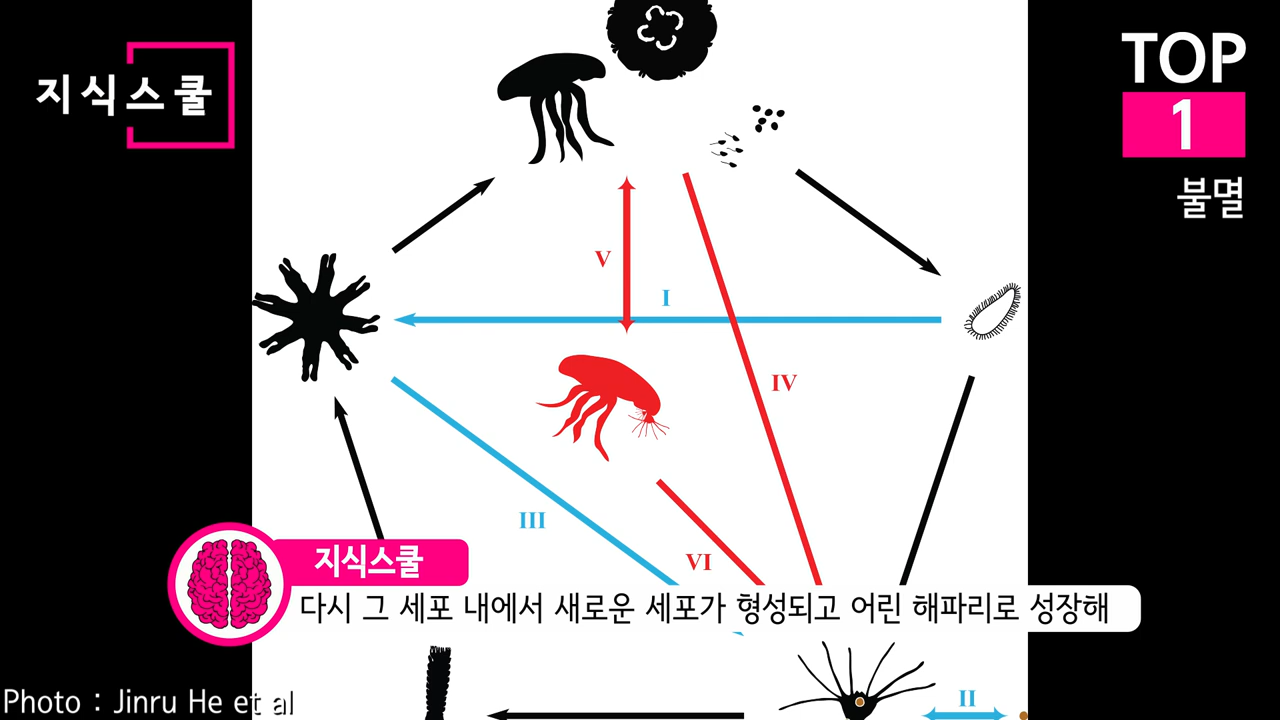 지식스쿨
TOP
1
불멸
V
I
IV
III
VI
지식스쿨
다시 그 세포 내에서 새로운 세포가 형성되고 어린 해파리로 성장해
II
Photo : Jinru He et al